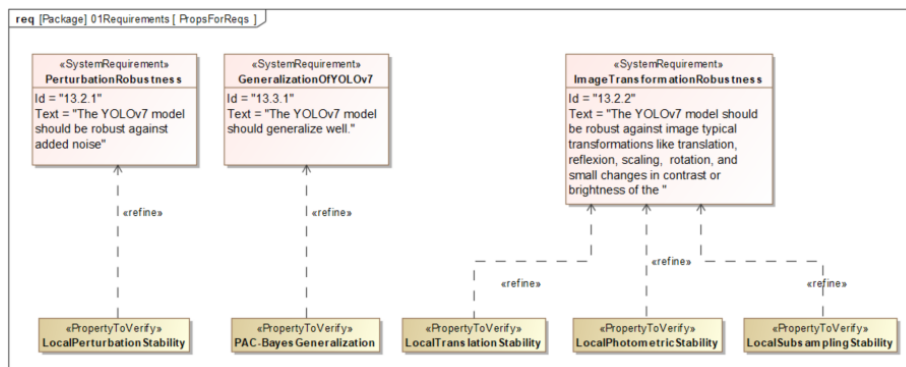 req [Package] 01Requirements [ PropsForReqs ]
«SystemRequirement»
PerturbationRobustness
Id = "13.2.1"
Text = "The YOLOv7 model
should be robust against
added noise"
«SystemRequirement»
GeneralizationOfYOLOv7
Id = "13.3.1"
Text = "The YOLOv7 model
should generalize well."
«SystemRequirement»
ImageTransformationRobustness
Id = "13.2.2"
Text = "The YOLOv7 model should
be robust against image typical
transformations like translation,
reflexion, scaling, rotation, and
small changes in contrast or
brightness of the "
«refine»
«refine»
«refine»
«refine»
«refine»
«PropertyToVerify»
LocalPerturbationStability
«PropertyToVerify»
PAC-Bayes Generalization
«PropertyToVerify»
LocalTranslationStability
«PropertyToVerify»
LocalPhotometricStability
«PropertyToVerify»
LocalSubsamplingStability